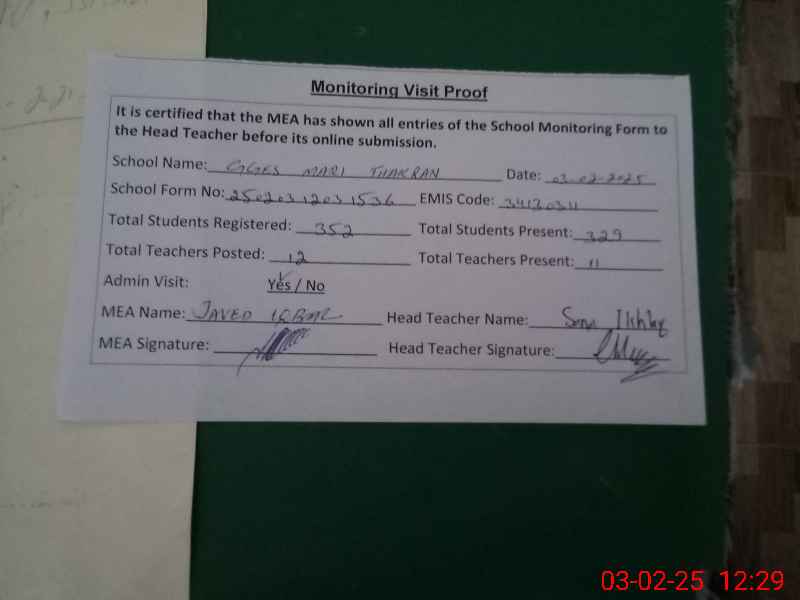 Monitoring Visit Proof
It is certified that the MEA has shown all entries of the School Monitoring Form to
the Head Teacher before its online submission.
School Name: GGES MARI THAKRAN Date: 03-02-2025
School Form No: 25020312031536 EMIS Code:
Total Students Registered: 352 Total Students Present: 329
Total Teachers Posted: 12 Total Teachers Present: 11
Admin Visit: Yes / No
MEA Name: JAVED IQBAL Head Teacher Name:
MEA Signature: Head Teacher Signature:
03-02-25 12:29